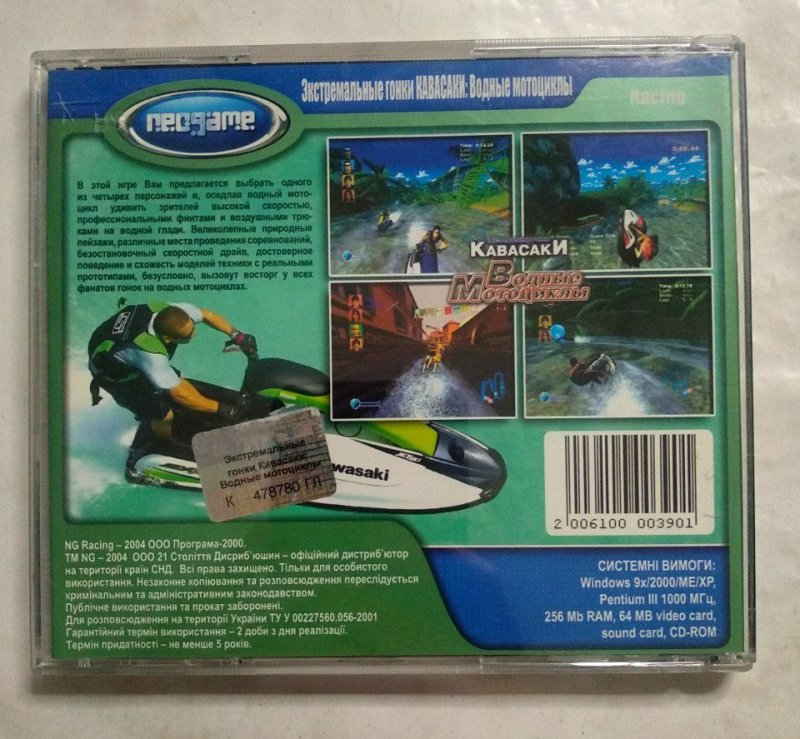 Экстремальные гонки КАВАСАКИ: Водные мотоциклы
Racing
neogame
В этой игре Вам предлагается выбрать одного
из четырех персонажей и, оседлав водный мото-
цикл удивить зрителей высокой скоростью,
профессиональными финтами и воздушными трю-
ками на водной глади. Великолепные природные
пейзажи, различные места проведения соревнований,
безостановочный скоростной драйв, достоверное
поведение и схожесть моделей техники с реальными
прототипами, безусловно, вызовут восторг у всех
фанатов гонок на водных мотоциклах.
КАВАСАКИ
Водные
Мотоциклы
Экстремальные
гонки Кавасаки,
Водные мотоциклы
К 478780 ГЛ
wasaki
2 006100 003901
NG Racing – 2004 ООО Програма-2000.
TM NG – 2004 ООО 21 Століття Дисриб'юшин – офіційний дистриб'ютор
на території країн СНД. Всі права захищено. Тільки для особистого
використання. Незаконне копіювання та розповсюдження переслідується
кримінальним та адміністративним законодавством.
Публічне використання та прокат заборонені.
Для розповсюдження на території України ТУ У 00227560.056-2001
Гарантійний термін використання – 2 доби з дня реалізації.
Термін придатності – не менше 5 років.
СИСТЕМНІ ВИМОГИ:
Windows 9x/2000/ME/XP,
Pentium III 1000 МГц,
256 Mb RAM, 64 MB video card,
sound card, CD-ROM